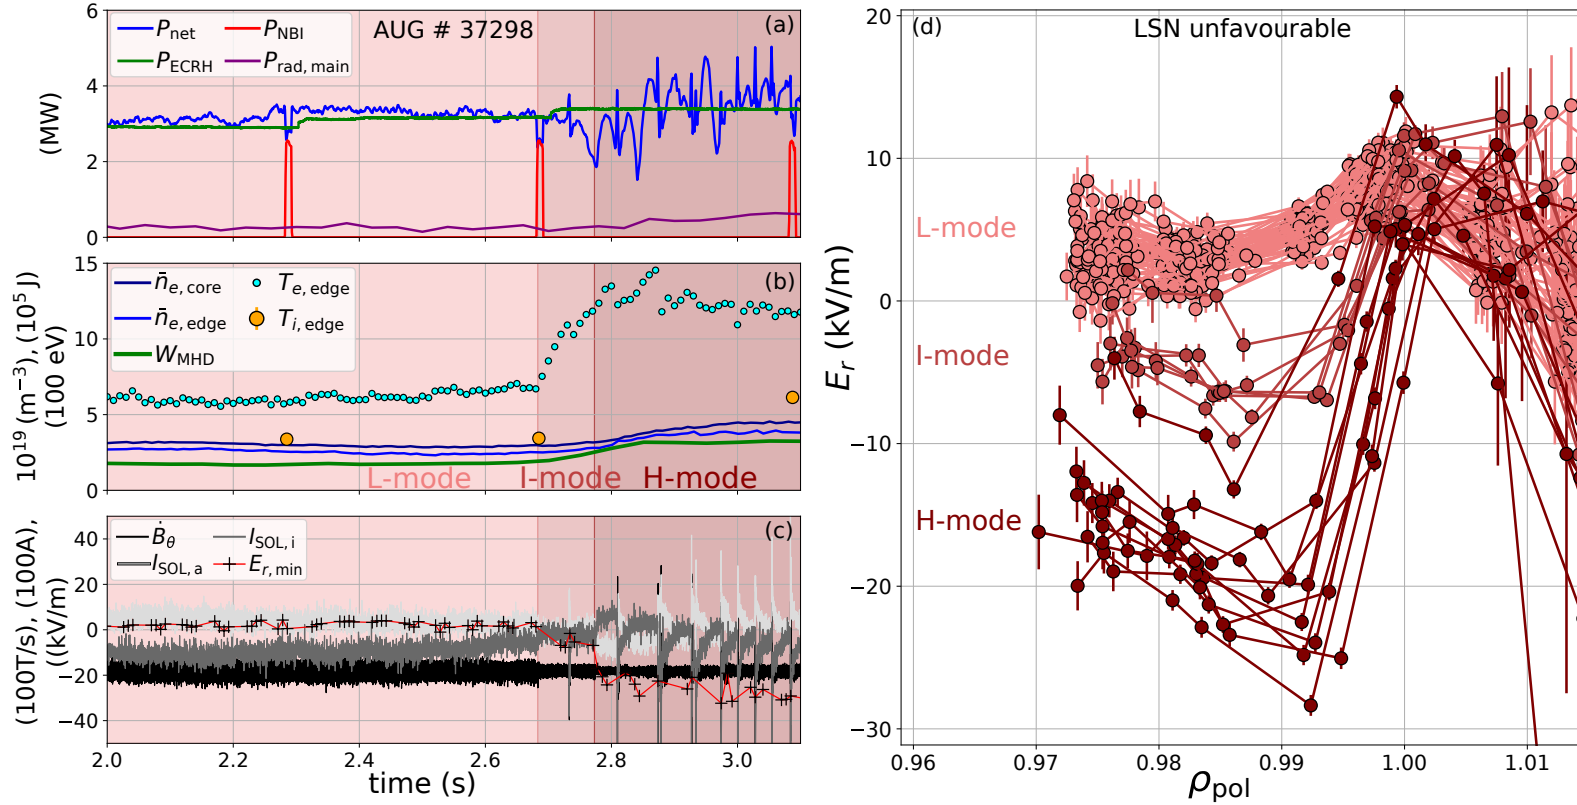 AUG # 37298
(a)
P_net
P_NBI
P_ECRH
P_rad, main
(MW)
6
4
2
0
(b)
n̄_e, core
T_e, edge
n̄_e, edge
T_i, edge
W_MHD
10^19 (m^−3), (10^5 J)
(100 eV)
15
10
5
0
L-mode
I-mode
H-mode
(c)
Ḃ_θ
I_SOL, i
I_SOL, a
E_r, min
(100T/s), (100A),
((kV/m)
40
20
0
−20
−40
2.0
2.2
2.4
2.6
2.8
3.0
time (s)
(d)
LSN unfavourable
E_r (kV/m)
20
10
0
−10
−20
−30
L-mode
I-mode
H-mode
0.96
0.97
0.98
0.99
1.00
1.01
ρ_pol